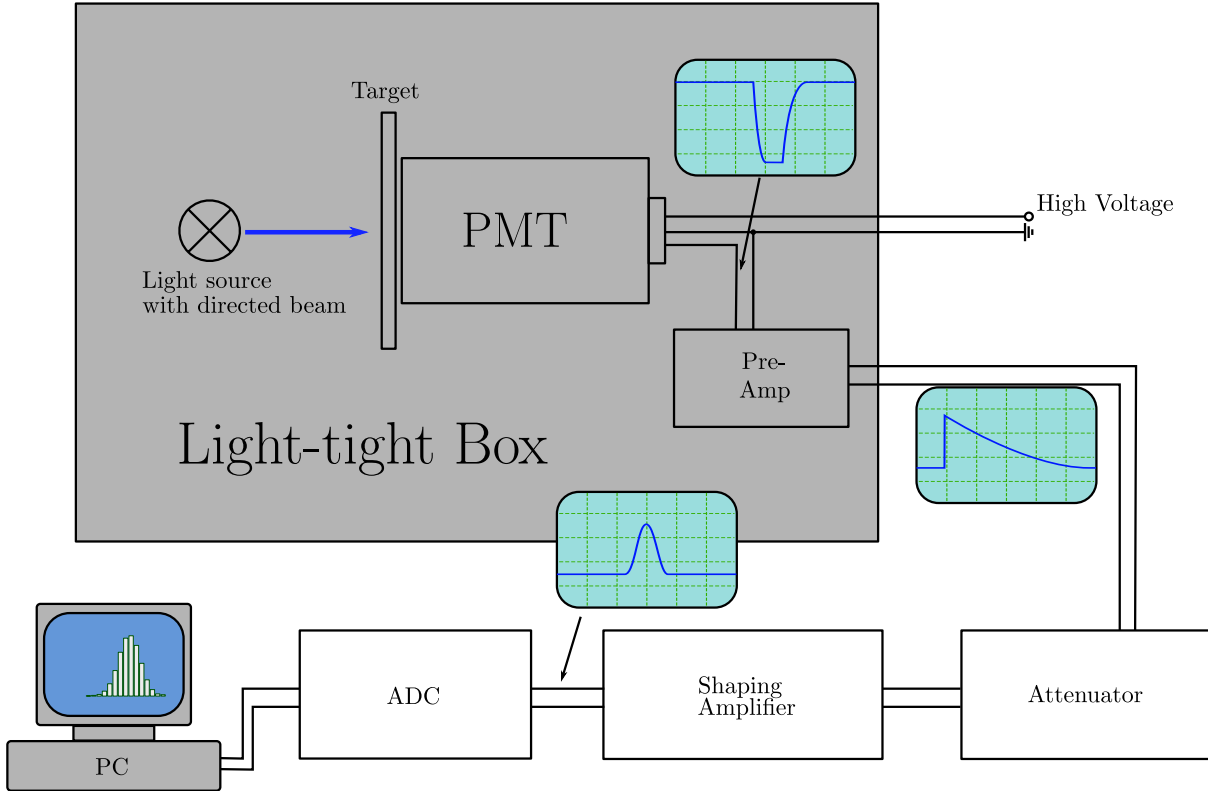 Target
High Voltage
PMT
Light source
with directed beam
Pre-
Amp
Light-tight Box
Shaping
Amplifier
ADC
Attenuator
PC